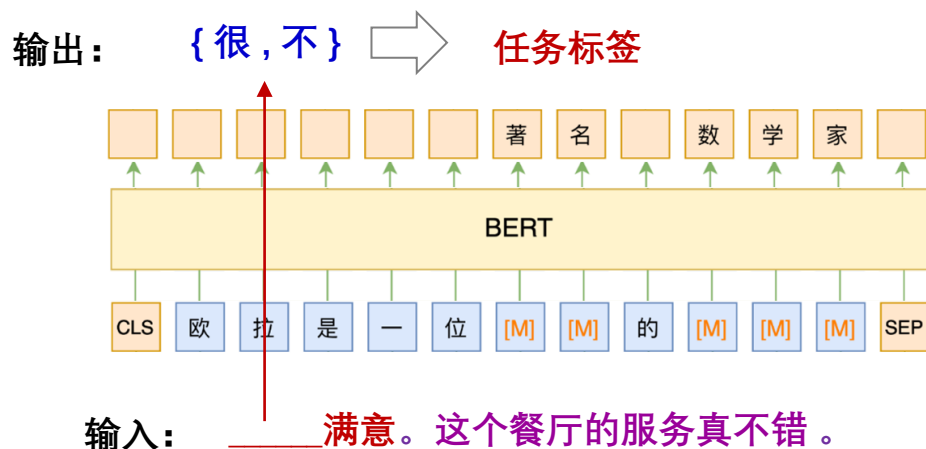 输出： {很,不} 任务标签
著 名 数 学 家
BERT
CLS 欧 拉 是 一 位 [M] [M] 的 [M] [M] [M] SEP
输入： ______满意。这个餐厅的服务真不错 。